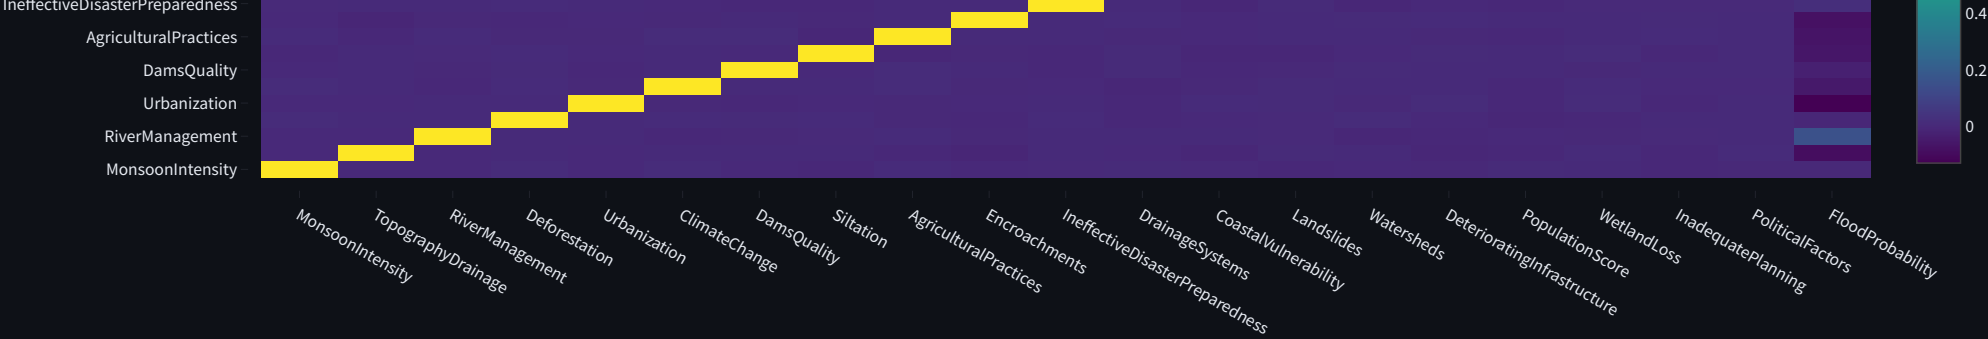 IneffectiveDisasterPreparedness
AgriculturalPractices
DamsQuality
Urbanization
RiverManagement
MonsoonIntensity
MonsoonIntensity
TopographyDrainage
RiverManagement
Deforestation
Urbanization
ClimateChange
DamsQuality
Siltation
AgriculturalPractices
Encroachments
IneffectiveDisasterPreparedness
DrainageSystems
CoastalVulnerability
Landslides
Watersheds
DeterioratingInfrastructure
PopulationScore
WetlandLoss
InadequatePlanning
PoliticalFactors
FloodProbability
0.4
0.2
0